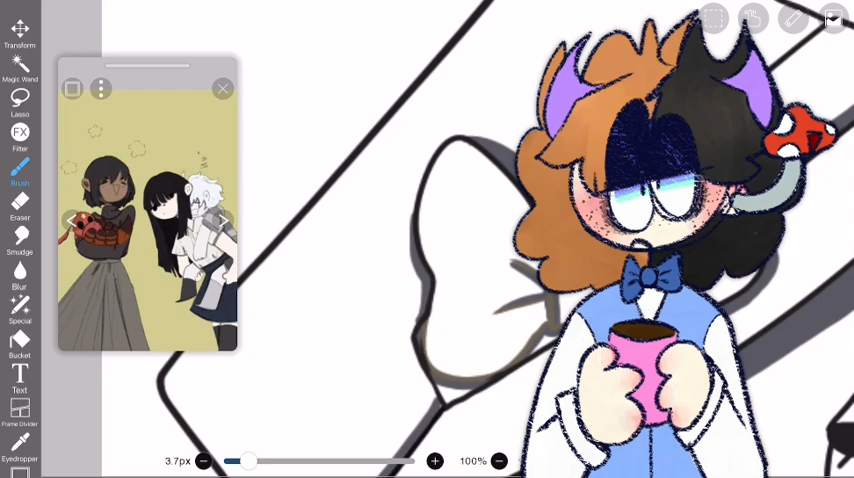 Transform
Magic Wand
Lasso
FX
Filter
Brush
Eraser
Smudge
Blur
Special
Bucket
T
Text
Frame Divider
Eyedropper
3.7px
100%